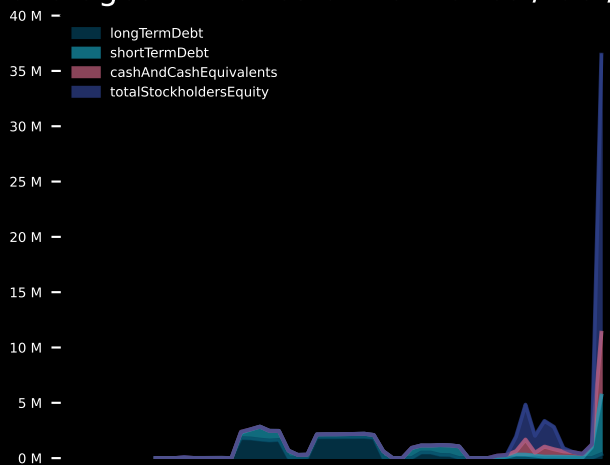 40 M
longTermDebt
shortTermDebt
35 M
cashAndCashEquivalents
totalStockholdersEquity
30 M
25 M
20 M
15 M
10 M
5 M
0 M